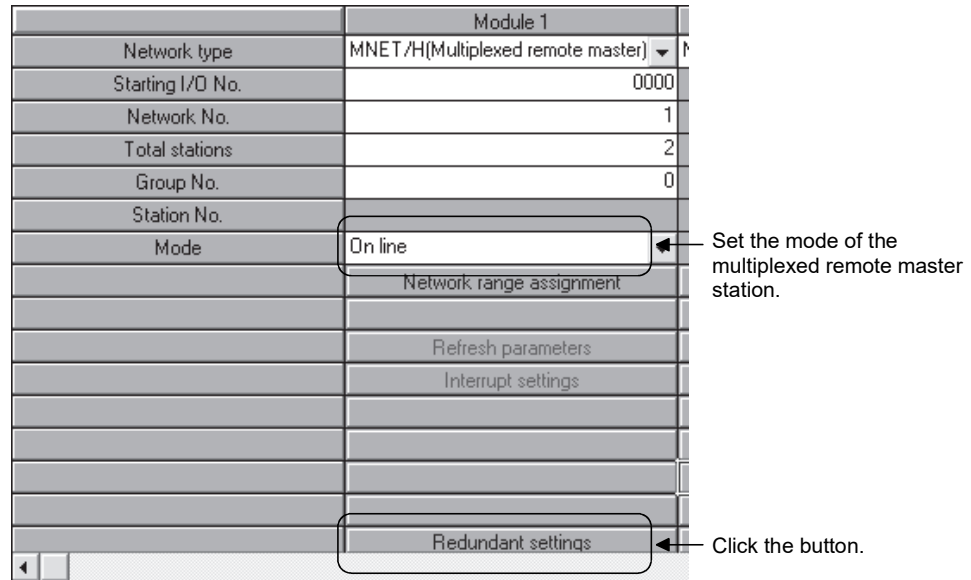 Module 1
Network type MNET/H(Multiplexed remote master)
Starting I/O No. 0000
Network No. 1
Total stations 2
Group No. 0
Station No.
Mode On line
Set the mode of the
multiplexed remote master
station.
Network range assignment
Refresh parameters
Interrupt settings
Redundant settings
Click the button.